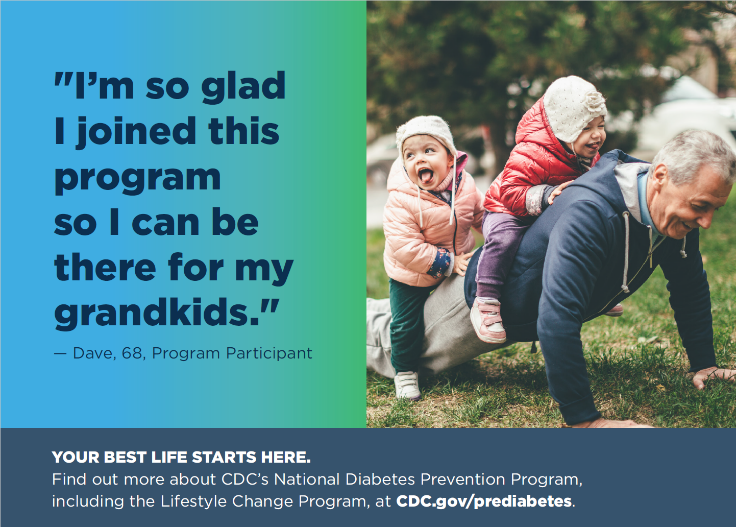 "I’m so glad
I joined this
program
so I can be
there for my
grandkids."
— Dave, 68, Program Participant
YOUR BEST LIFE STARTS HERE.
Find out more about CDC’s National Diabetes Prevention Program,
including the Lifestyle Change Program, at CDC.gov/prediabetes.